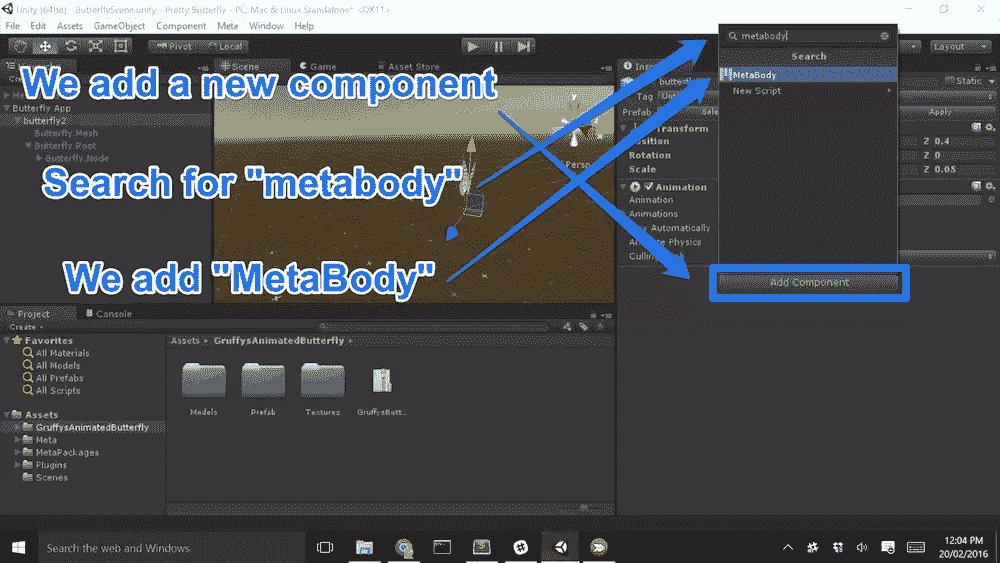 Unity (64bit) - ButterflyScene.unity - Pretty Butterfly - PC, Mac & Linux Standalone* <DX11>
File Edit Assets GameObject Component Meta Window Help
Pivot Local
Layout
Scene Game Asset Store
metabody
Search
MetaBody
New Script
Static
Tag
Prefab
Apply
Butterfly App
butterfly2
Butterfly.Mesh
Butterfly.Root
Butterfly.Node
Persp
Transform
Position Z 0.4
Rotation Z 0
Scale Z 0.05
Animation
Animation
Animations
Animate Physics
We add a new component
Search for "metabody"
We add "MetaBody"
Add Component
Project Console
Create
Favorites
All Materials
All Models
All Prefabs
All Scripts
Assets
GruffysAnimatedButterfly
Meta
MetaPackages
Plugins
Scenes
Assets GruffysAnimatedButterfly
Models Prefab Textures GruffysButt...
Search the web and Windows
12:04 PM
20/02/2016